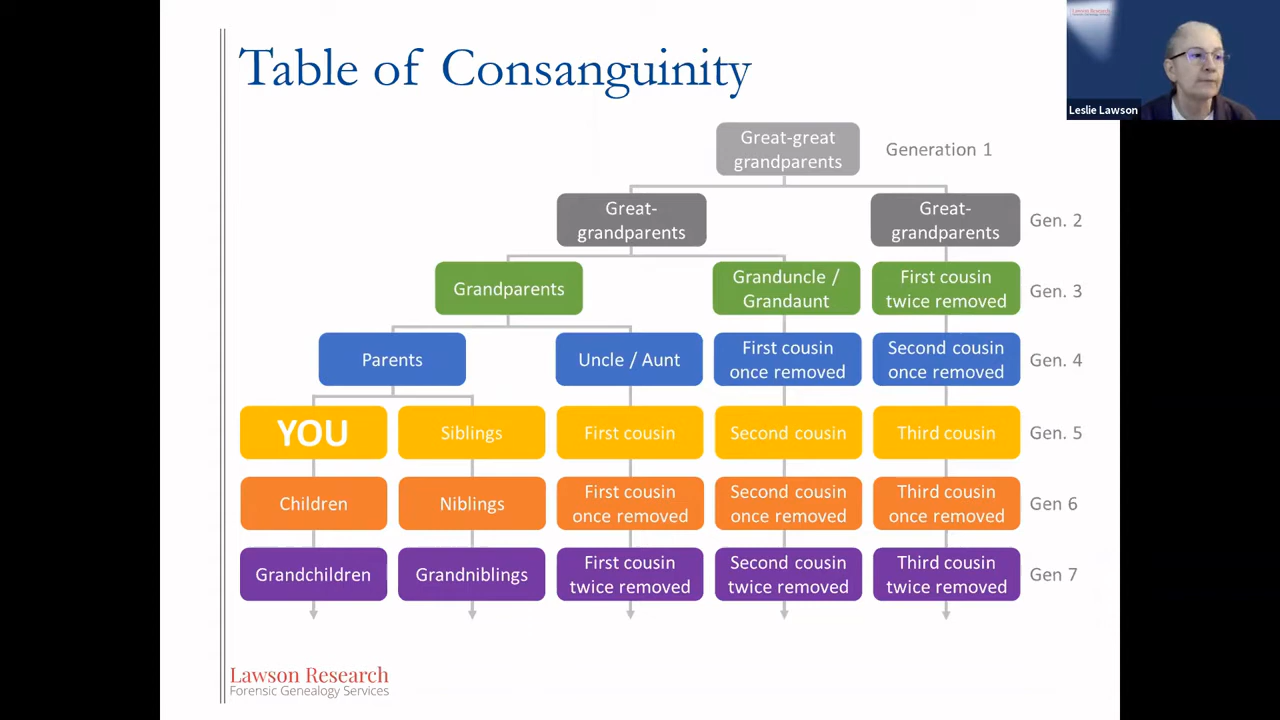 Table of Consanguinity
Lawson Research
Leslie Lawson
Great-great
grandparents
Generation 1
Great-
grandparents
Great-
grandparents
Gen. 2
Grandparents
Granduncle /
Grandaunt
First cousin
twice removed
Gen. 3
Parents
Uncle / Aunt
First cousin
once removed
Second cousin
once removed
Gen. 4
YOU
Siblings
First cousin
Second cousin
Third cousin
Gen. 5
Children
Niblings
First cousin
once removed
Second cousin
once removed
Third cousin
once removed
Gen 6
Grandchildren
Grandniblings
First cousin
twice removed
Second cousin
twice removed
Third cousin
twice removed
Gen 7
Lawson Research
Forensic Genealogy Services